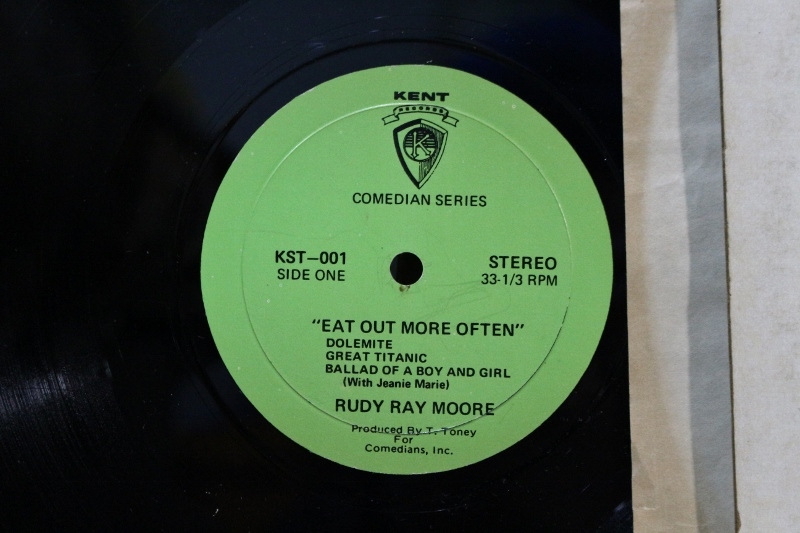 KENT
RECORDS
K
COMEDIAN SERIES
KST-001
SIDE ONE
STEREO
33-1/3 RPM
"EAT OUT MORE OFTEN"
DOLEMITE
GREAT TITANIC
BALLAD OF A BOY AND GIRL
(With Jeanie Marie)
RUDY RAY MOORE
Produced By T. Toney
For
Comedians, Inc.